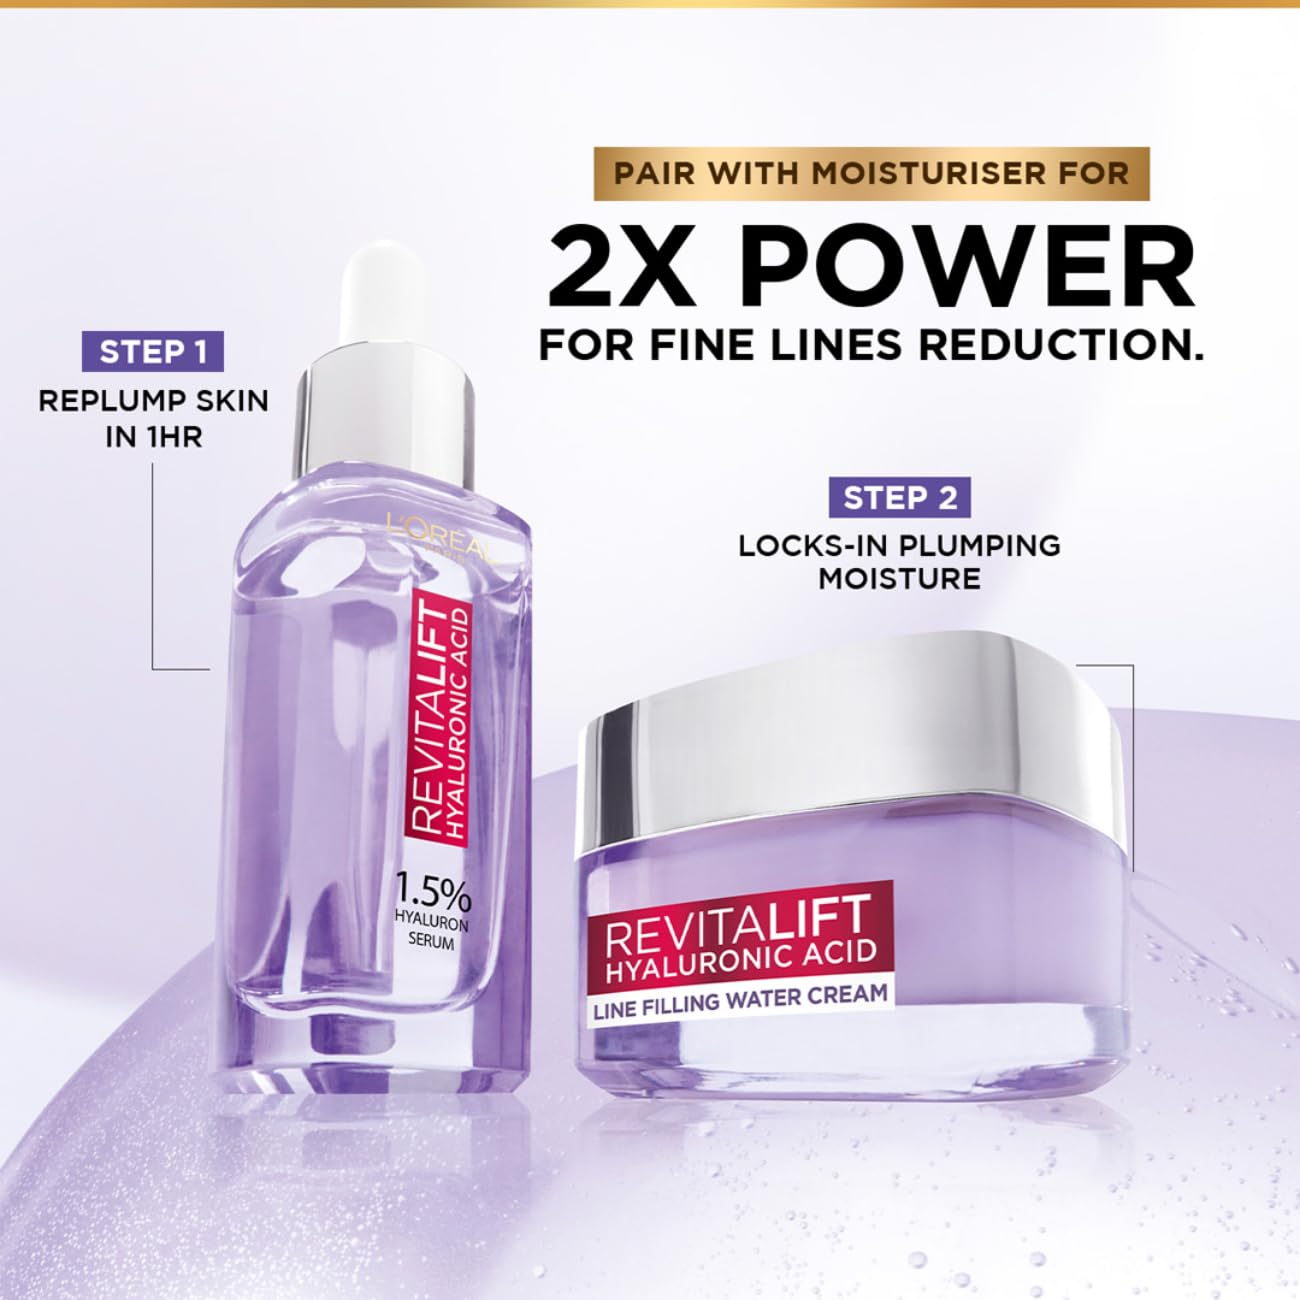 PAIR WITH MOISTURISER FOR
2X POWER
FOR FINE LINES REDUCTION.
STEP 1
REPLUMP SKIN
IN 1HR
STEP 2
LOCKS-IN PLUMPING
MOISTURE
L'ORÉAL
PARIS
REVITALIFT
HYALURONIC ACID
1.5%
HYALURON
SERUM
REVITALIFT
HYALURONIC ACID
LINE FILLING WATER CREAM